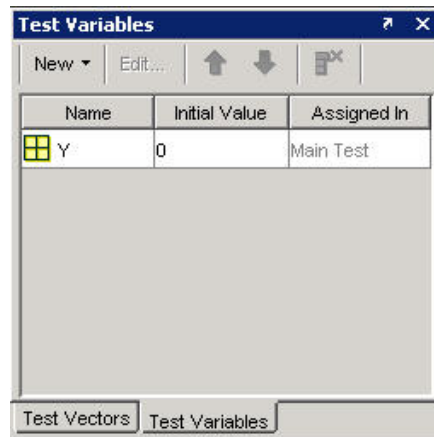 Test Variables
New Edit...
Name Initial Value Assigned In
Y 0 Main Test
Test Vectors Test Variables